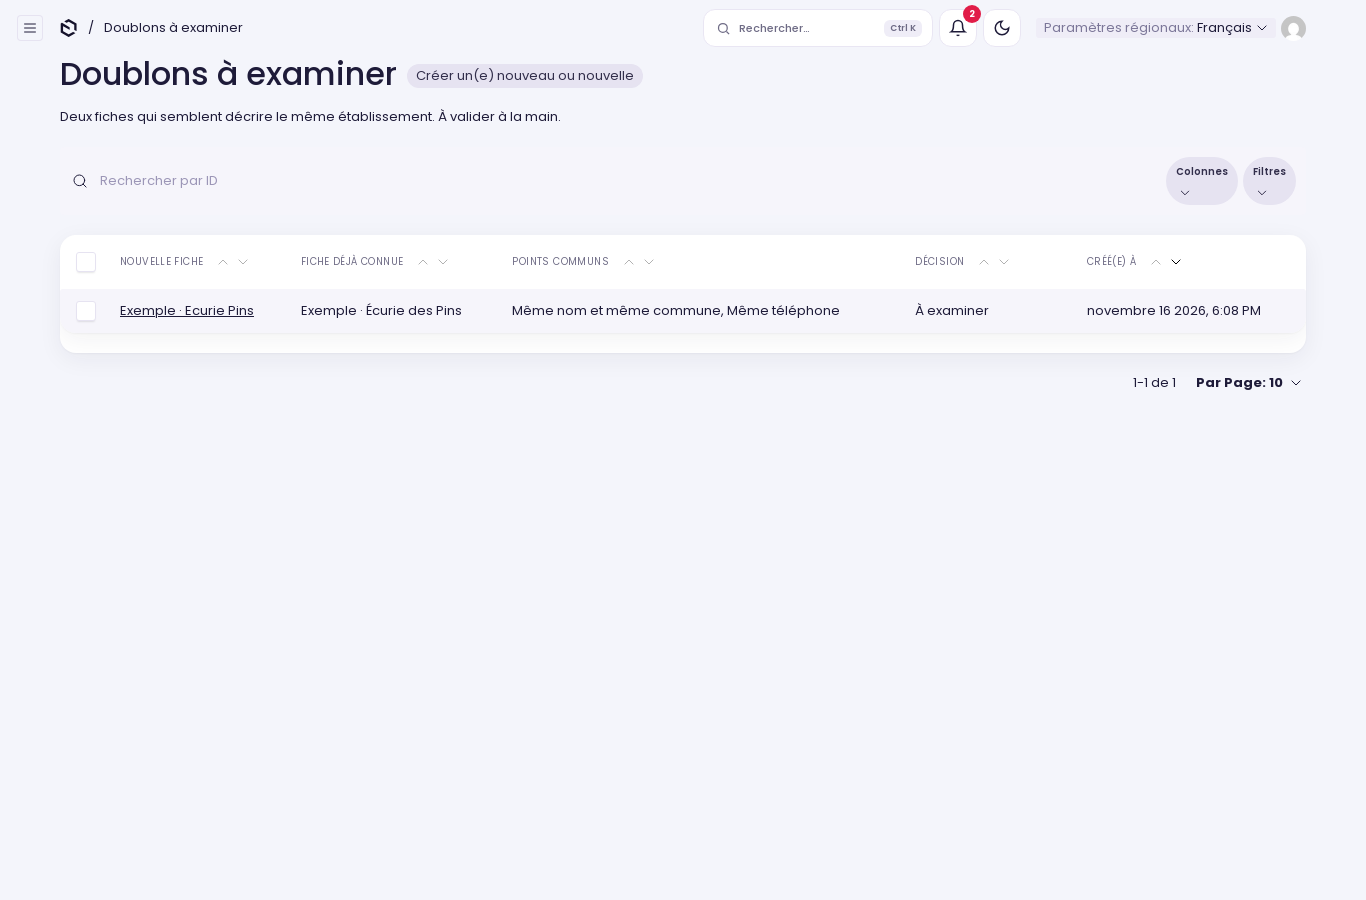 / Doublons à examiner
Rechercher... Ctrl K
2
Paramètres régionaux: Français
Doublons à examiner
Créer un(e) nouveau ou nouvelle
Deux fiches qui semblent décrire le même établissement. À valider à la main.
Rechercher par ID
Colonnes
Filtres
NOUVELLE FICHE FICHE DÉJÀ CONNUE POINTS COMMUNS DÉCISION CRÉÉ(E) À
Exemple · Ecurie Pins Exemple · Écurie des Pins Même nom et même commune, Même téléphone À examiner novembre 16 2026, 6:08 PM
1-1 de 1 Par Page: 10